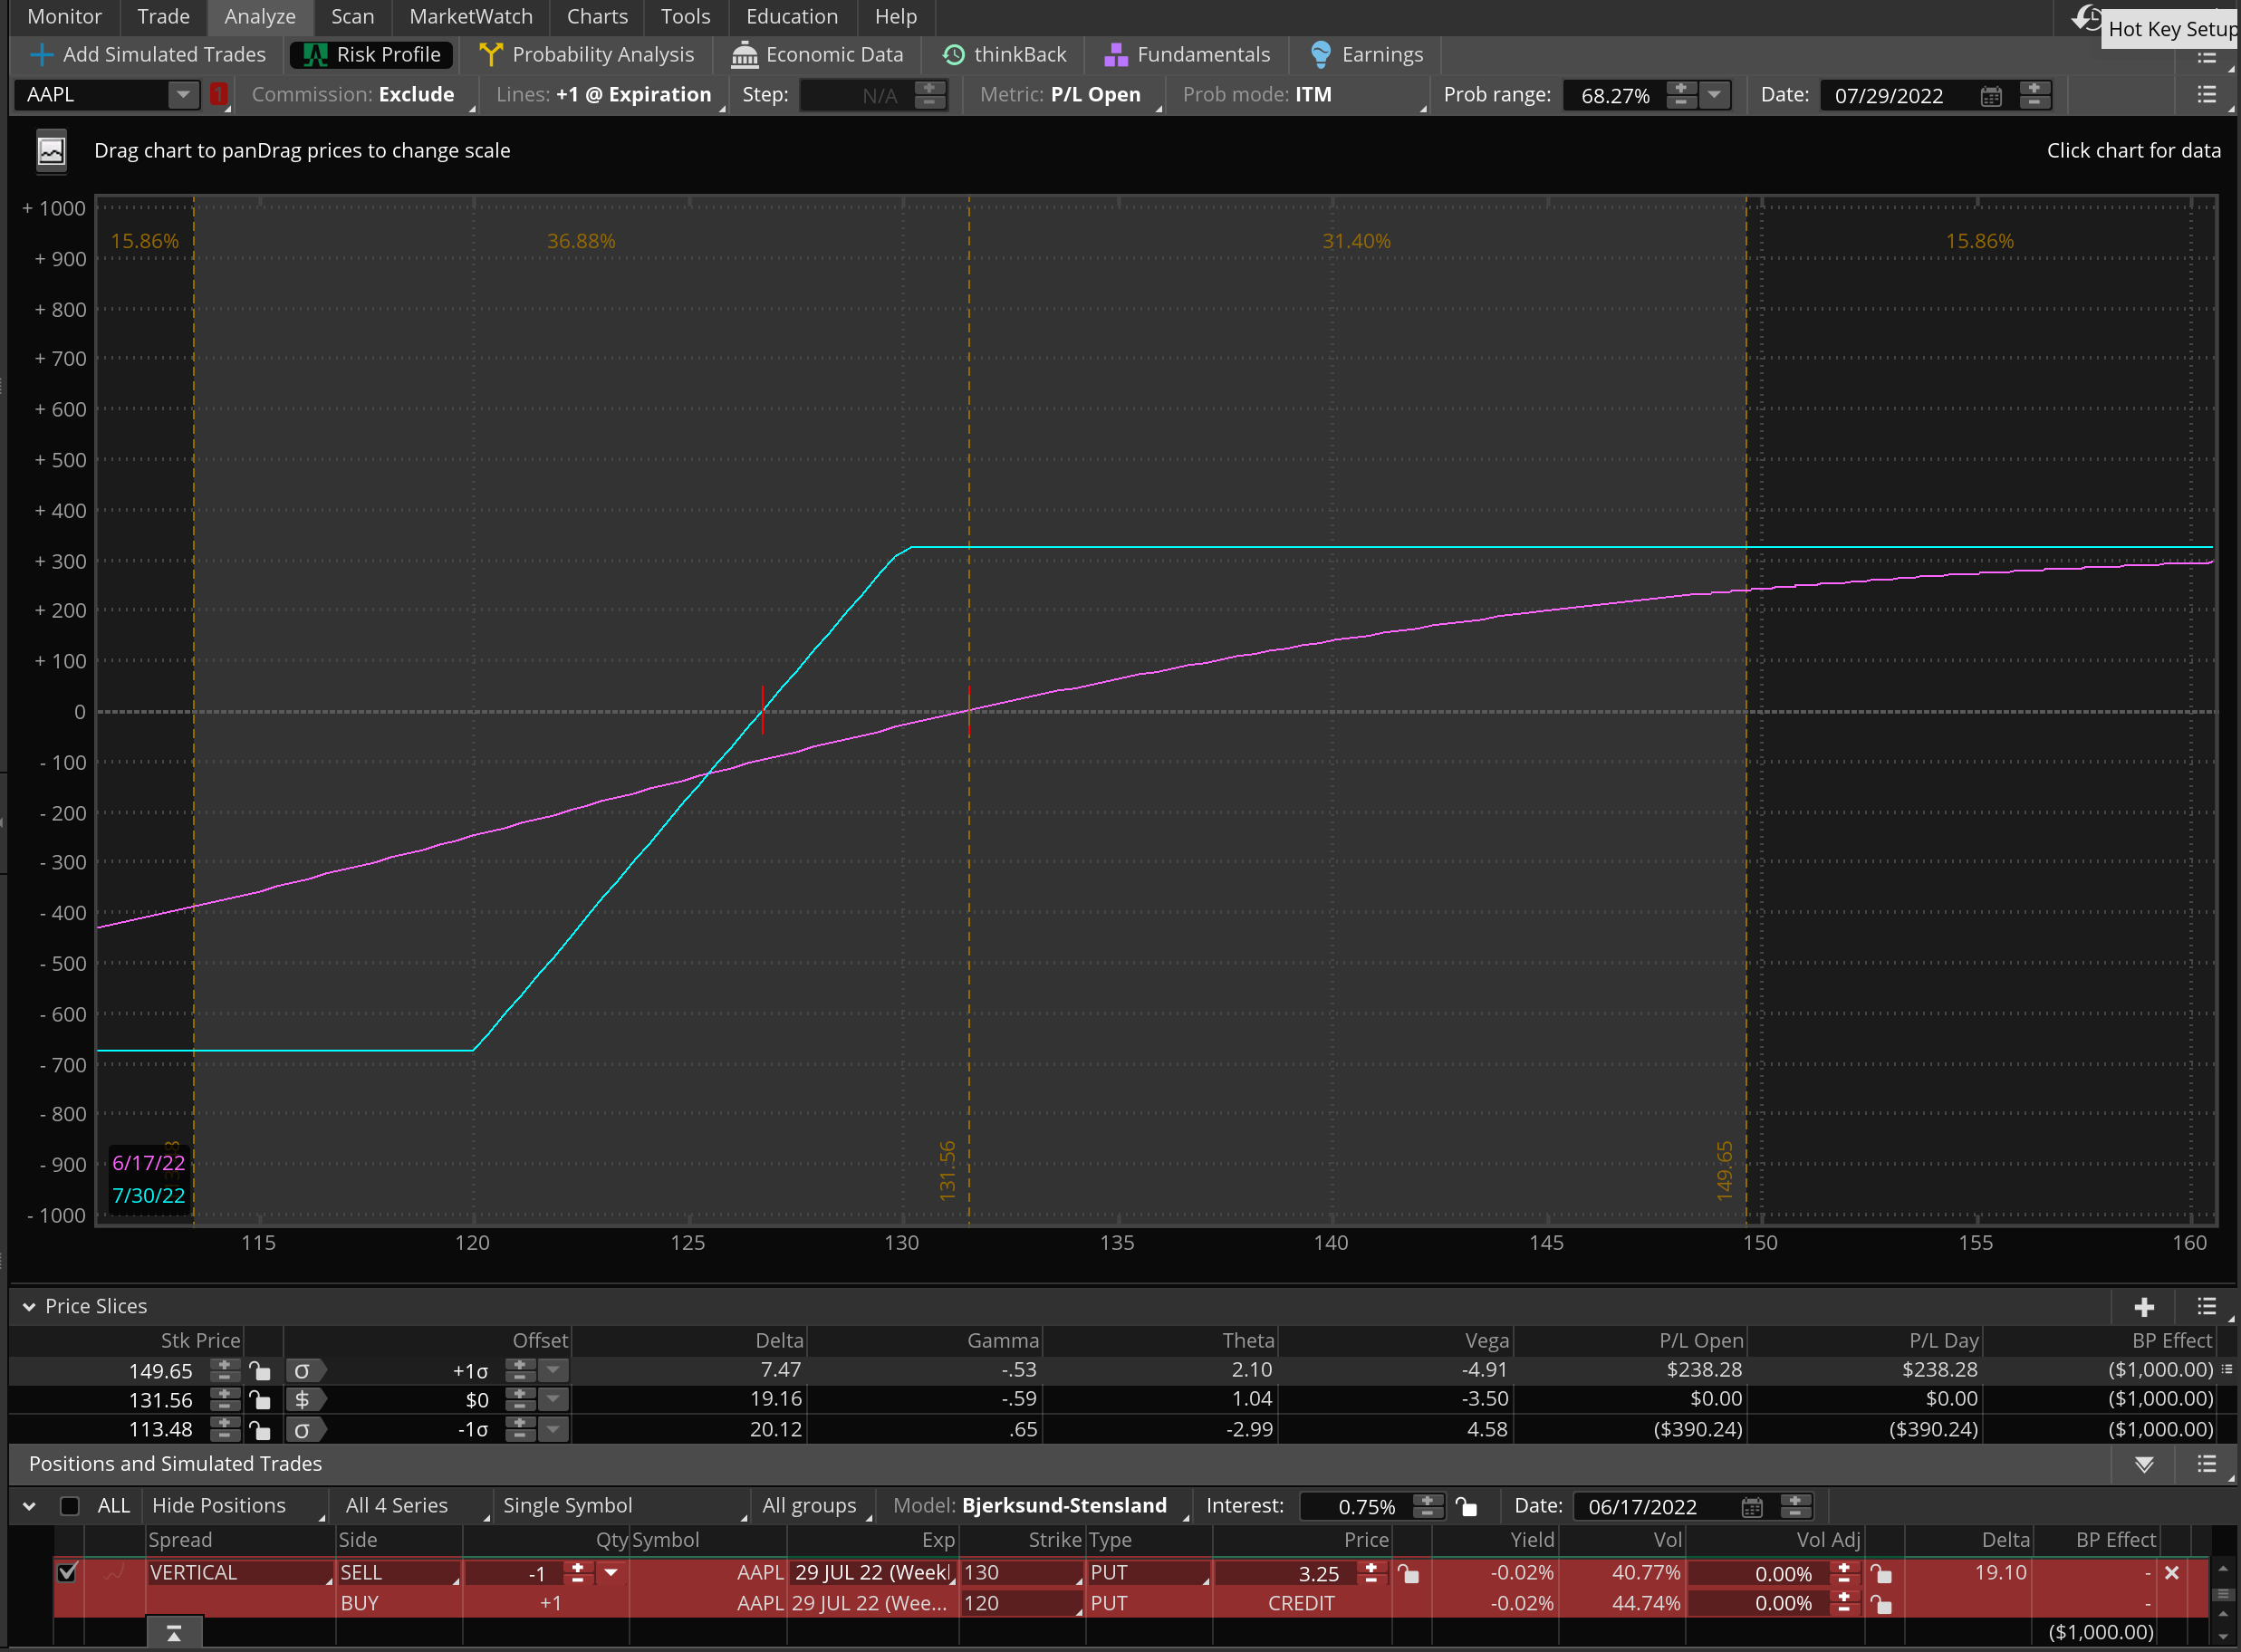 Monitor Trade Analyze Scan MarketWatch Charts Tools Education Help
Hot Key Setup
Add Simulated Trades Risk Profile Probability Analysis Economic Data thinkBack Fundamentals Earnings
AAPL 1 Commission: Exclude Lines: +1 @ Expiration Step: N/A Metric: P/L Open Prob mode: ITM Prob range: 68.27% Date: 07/29/2022
Drag chart to panDrag prices to change scale Click chart for data
+ 1000
15.86% 36.88% 31.40% 15.86%
+ 900
+ 800
+ 700
+ 600
+ 500
+ 400
+ 300
+ 200
+ 100
0
- 100
- 200
- 300
- 400
- 500
- 600
- 700
- 800
- 900
- 1000
6/17/22
7/30/22
131.56
149.65
115 120 125 130 135 140 145 150 155 160
Price Slices
Stk Price Offset Delta Gamma Theta Vega P/L Open P/L Day BP Effect
149.65 σ +1σ 7.47 -.53 2.10 -4.91 $238.28 $238.28 ($1,000.00)
131.56 $ $0 19.16 -.59 1.04 -3.50 $0.00 $0.00 ($1,000.00)
113.48 σ -1σ 20.12 .65 -2.99 4.58 ($390.24) ($390.24) ($1,000.00)
Positions and Simulated Trades
ALL Hide Positions All 4 Series Single Symbol All groups Model: Bjerksund-Stensland Interest: 0.75% Date: 06/17/2022
Spread Side Qty Symbol Exp Strike Type Price Yield Vol Vol Adj Delta BP Effect
VERTICAL SELL -1 AAPL 29 JUL 22 (Weekl 130 PUT 3.25 -0.02% 40.77% 0.00% 19.10 -
BUY +1 AAPL 29 JUL 22 (Wee... 120 PUT CREDIT -0.02% 44.74% 0.00% -
($1,000.00)